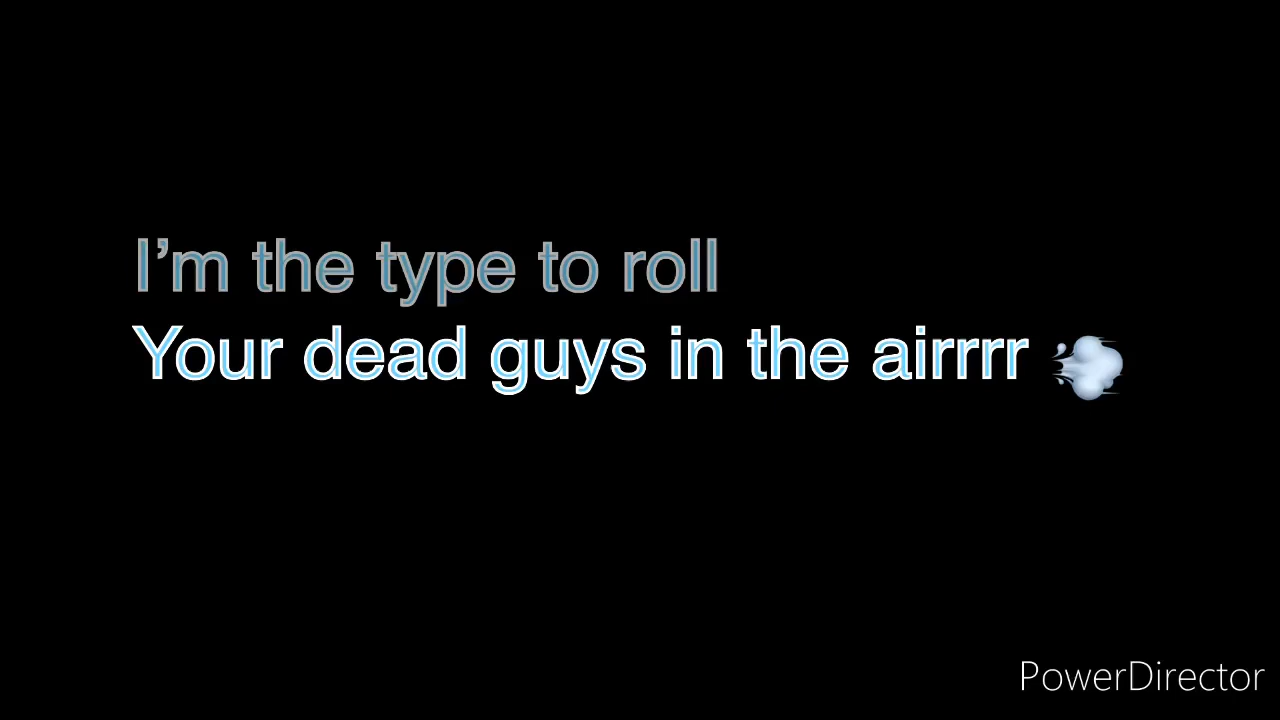 I’m the type to roll
Your dead guys in the airrrr 💨
PowerDirector